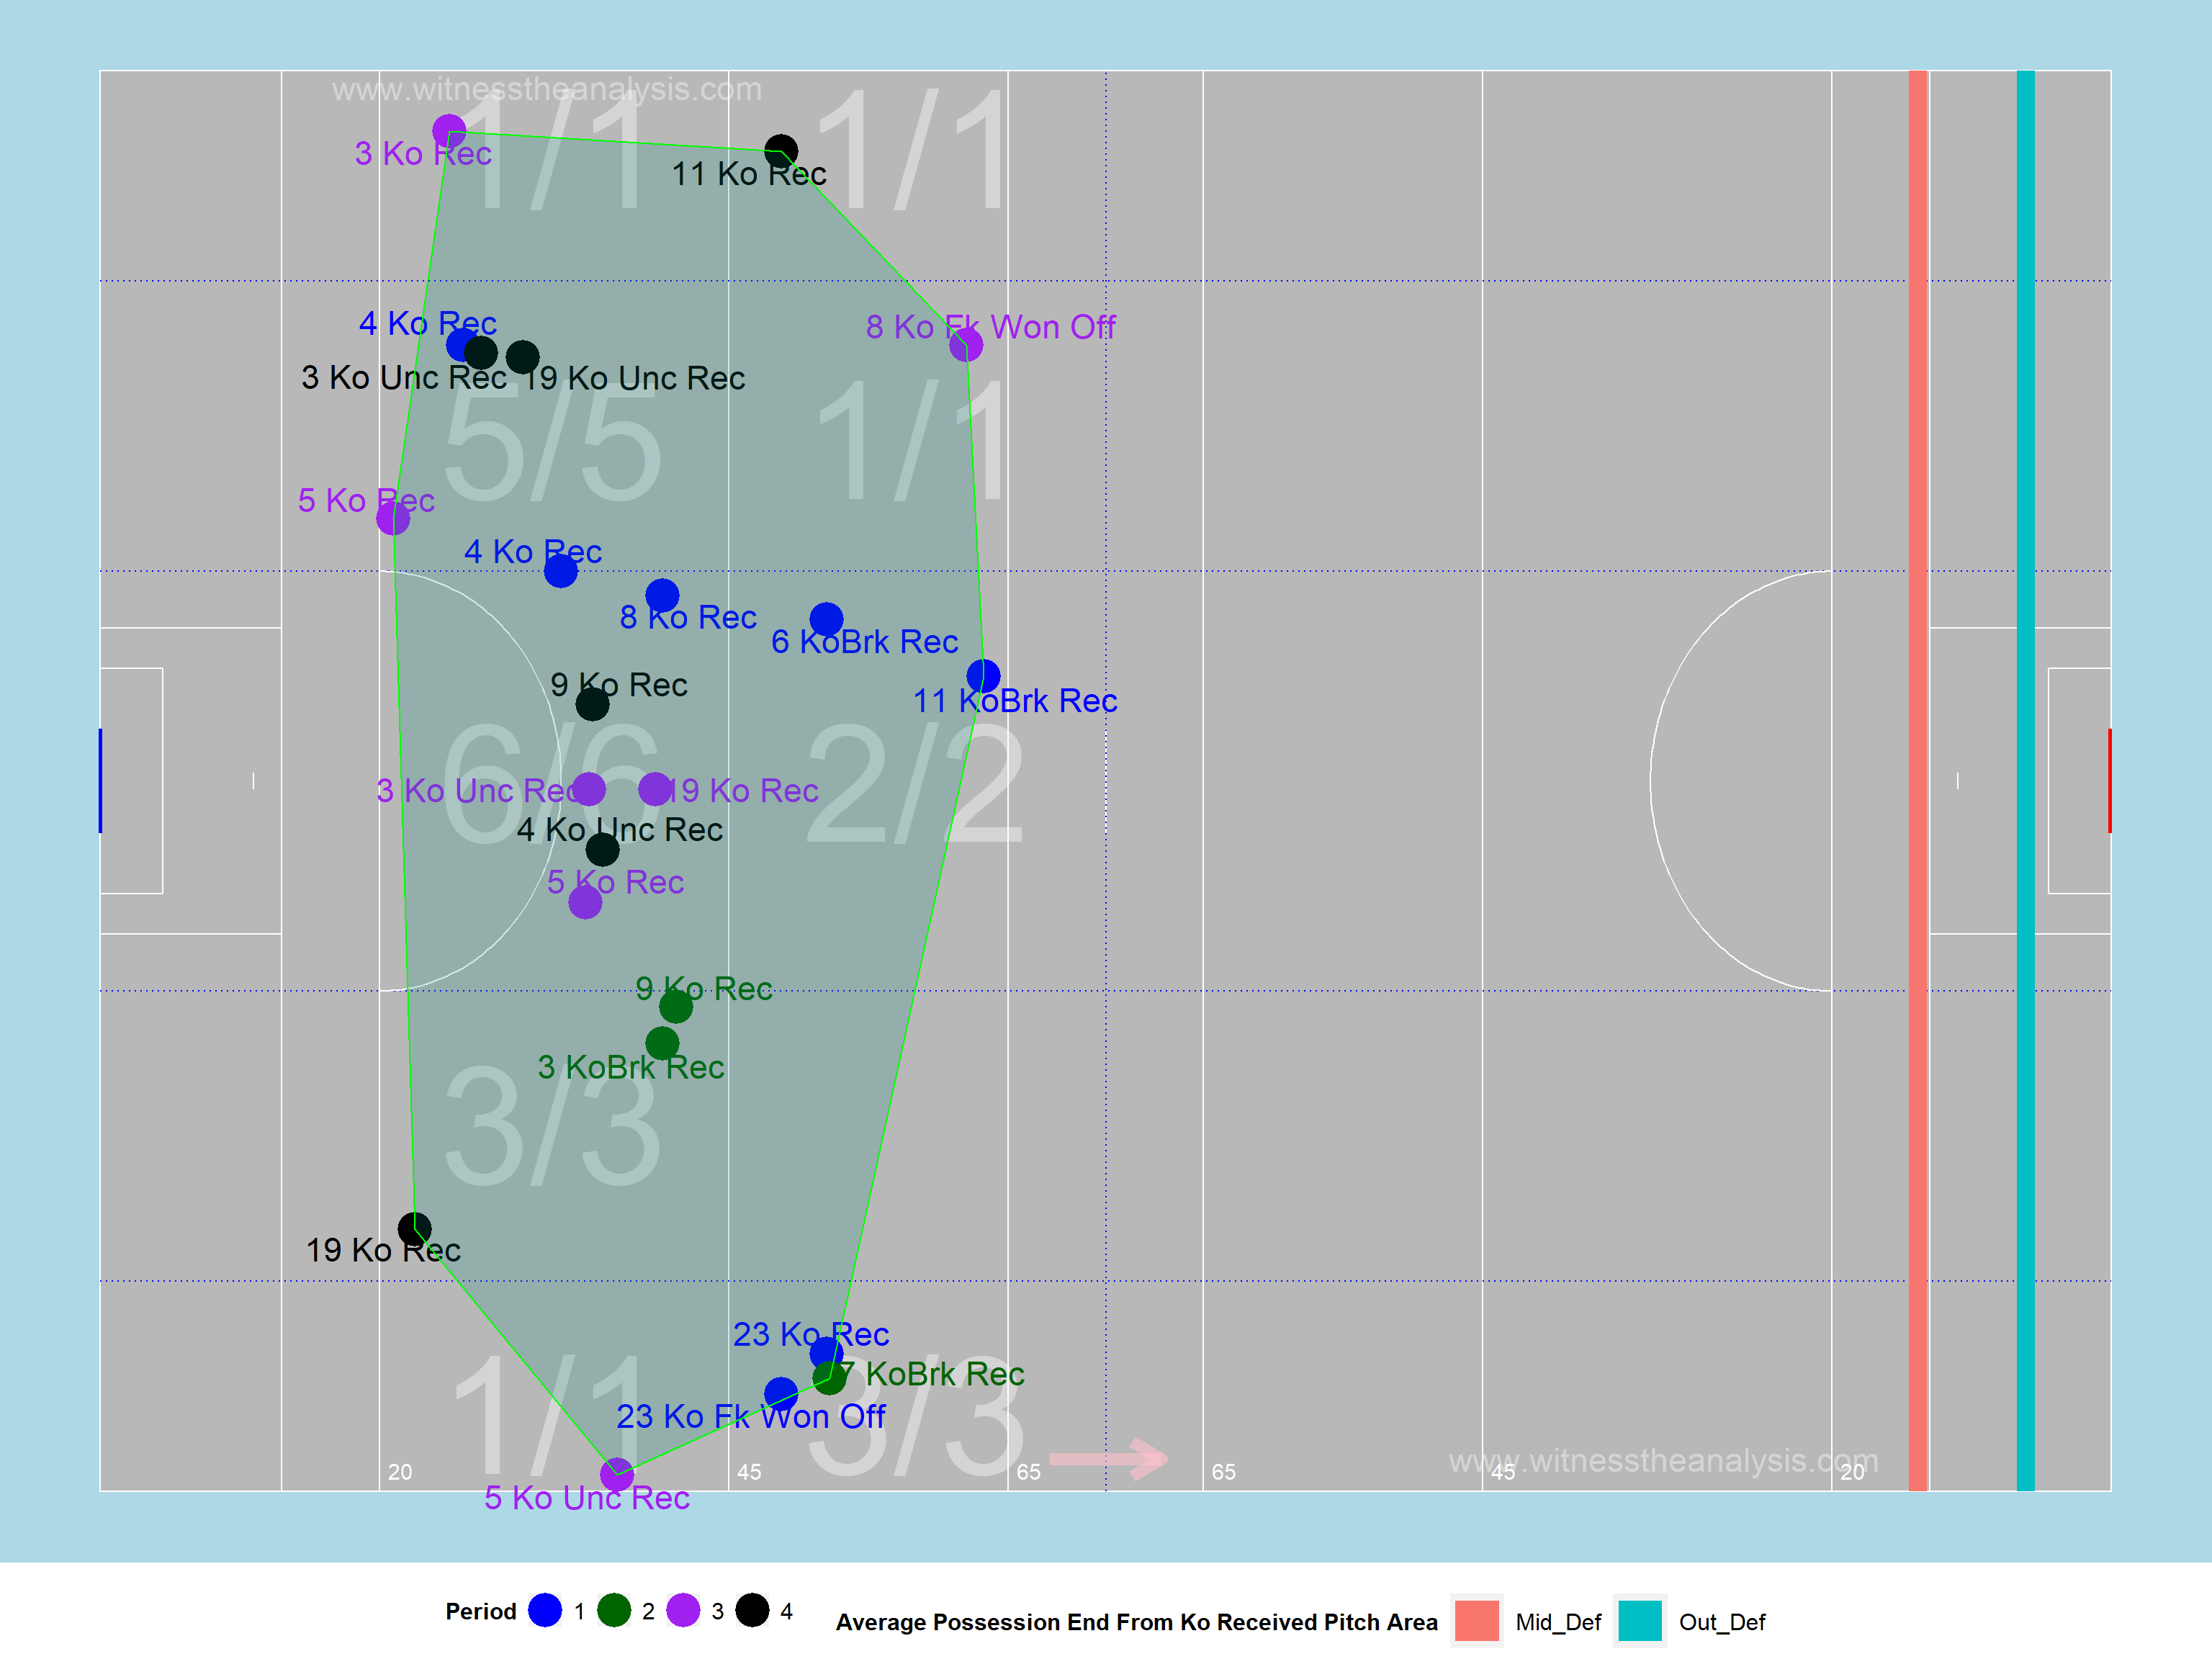 www.witnesstheanalysis.com
1/1
1/1
3 Ko Rec
11 Ko Rec
4 Ko Rec
8 Ko Fk Won Off
3 Ko Unc Rec
19 Ko Unc Rec
5/5
1/1
5 Ko Rec
4 Ko Rec
8 Ko Rec
6 KoBrk Rec
9 Ko Rec
11 KoBrk Rec
6/6
2/2
3 Ko Unc Rec
19 Ko Rec
4 Ko Unc Rec
5 Ko Rec
9 Ko Rec
3 KoBrk Rec
3/3
19 Ko Rec
23 Ko Rec
7 KoBrk Rec
23 Ko Fk Won Off
1/1
3/3
www.witnesstheanalysis.com
20
45
65
65
45
20
5 Ko Unc Rec
Period 1 2 3 4
Average Possession End From Ko Received Pitch Area Mid_Def Out_Def